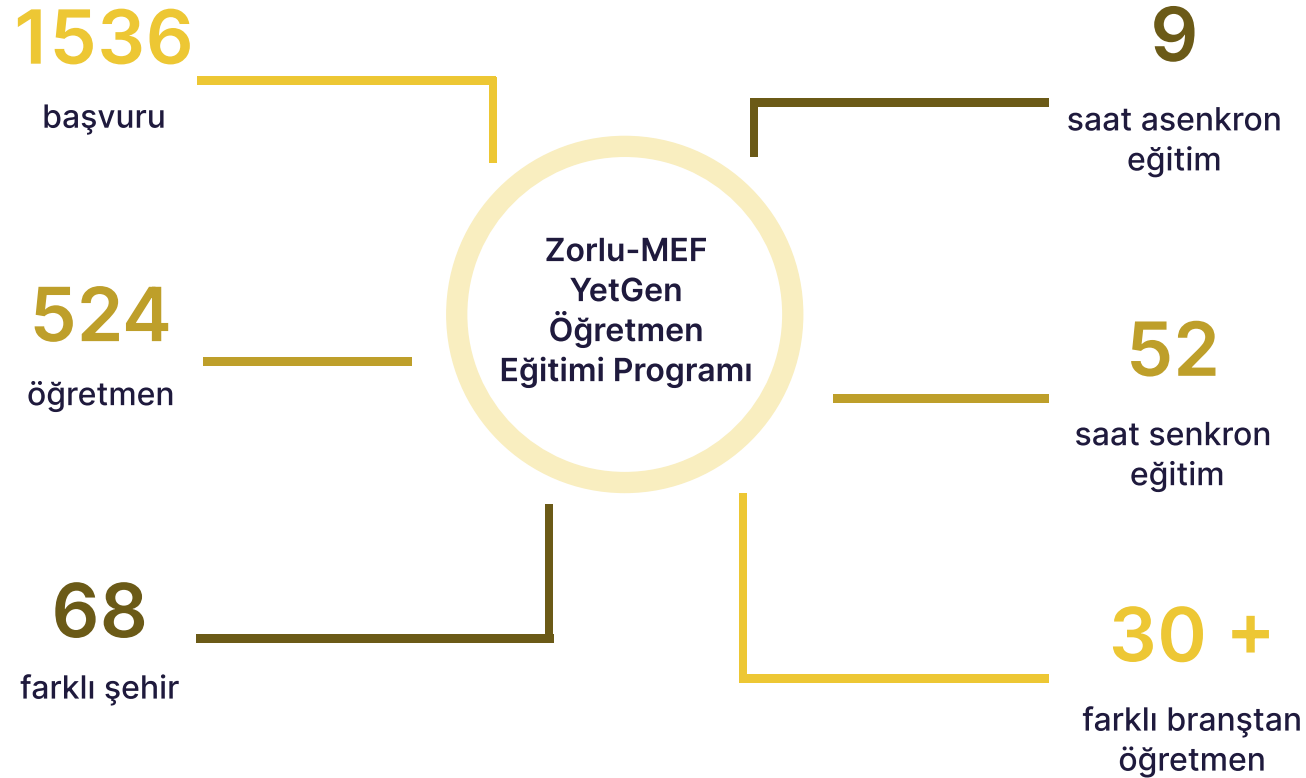 1536
başvuru
524
öğretmen
68
farklı şehir
Zorlu-MEF
YetGen
Öğretmen
Eğitimi Programı
9
saat asenkron
eğitim
52
saat senkron
eğitim
30 +
farklı branştan
öğretmen